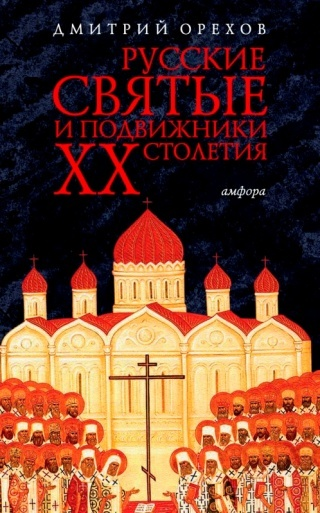 ДМИТРИЙ ОРЕХОВ
РУССКИЕ
СВЯТЫЕ
И ПОДВИЖНИКИ
XX СТОЛЕТИЯ
амфора